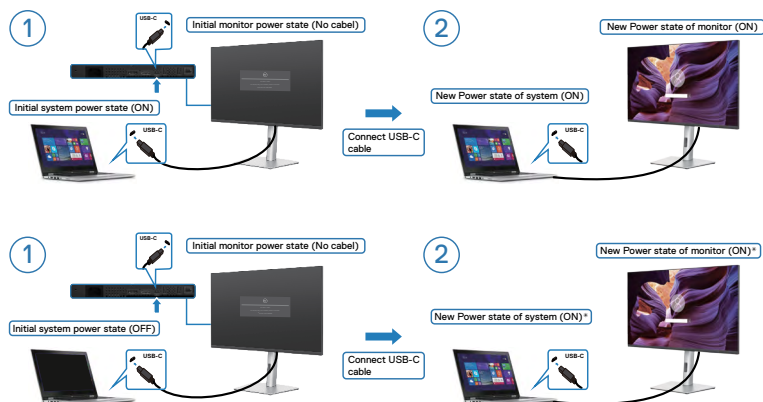 1
USB-C
Initial monitor power state (No cabel)
2
New Power state of monitor (ON)
Initial system power state (ON)
USB-C
Connect USB-C
cable
New Power state of system (ON)
USB-C
1
USB-C
Initial monitor power state (No cabel)
2
New Power state of monitor (ON)*
Initial system power state (OFF)
USB-C
Connect USB-C
cable
New Power state of system (ON)*
USB-C